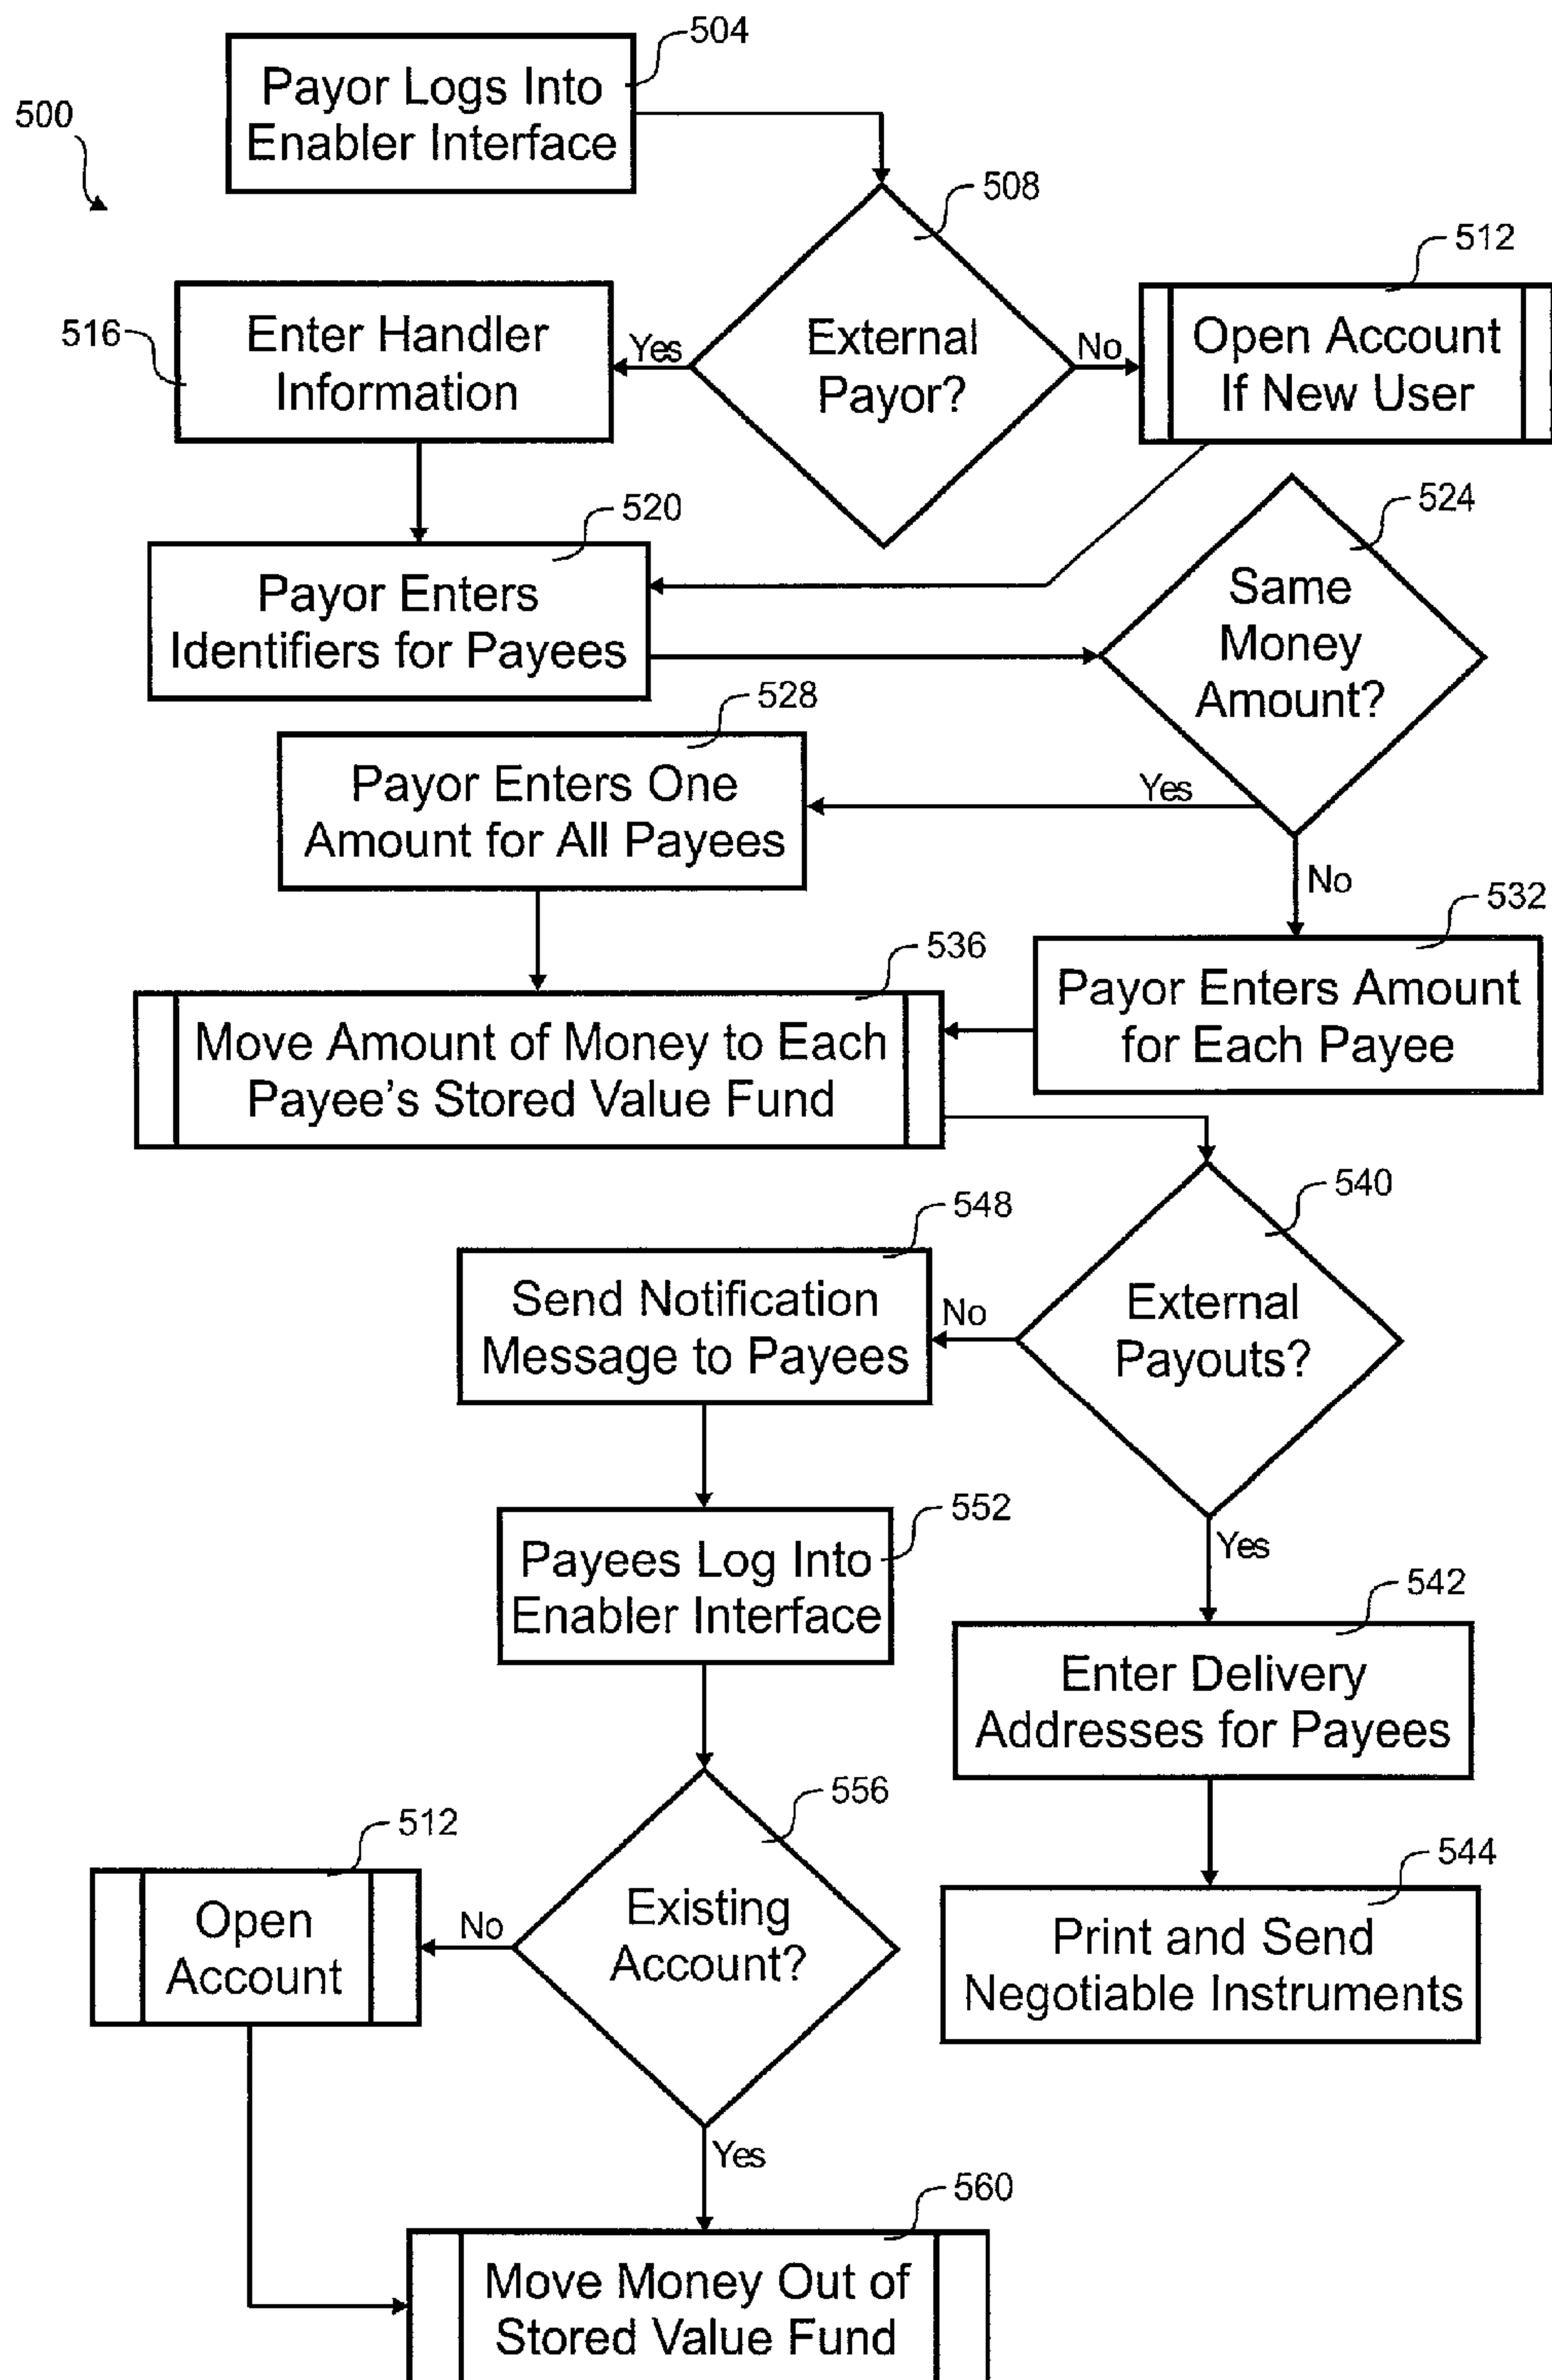 504
Payor Logs Into
Enabler Interface
500
508
512
516
Enter Handler
Information
Yes
External
Payor?
No
Open Account
If New User
520
524
Payor Enters
Identifiers for Payees
Same
Money
Amount?
528
Payor Enters One
Amount for All Payees
Yes
No
532
536
Move Amount of Money to Each
Payee's Stored Value Fund
Payor Enters Amount
for Each Payee
540
548
Send Notification
Message to Payees
No
External
Payouts?
552
Yes
Payees Log Into
Enabler Interface
542
Enter Delivery
Addresses for Payees
556
512
544
Open
Account
No
Existing
Account?
Print and Send
Negotiable Instruments
Yes
560
Move Money Out of
Stored Value Fund